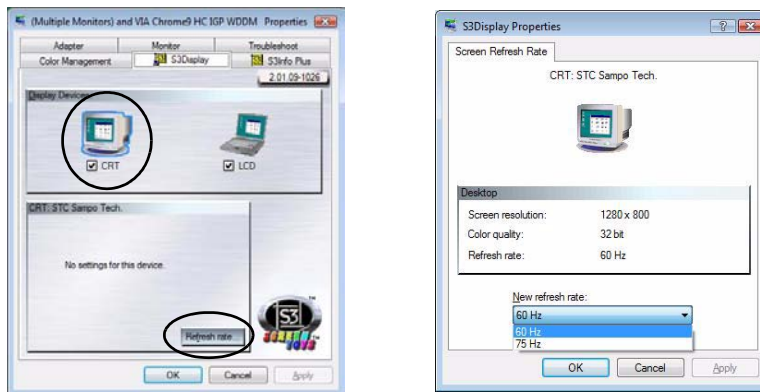 (Multiple Monitors) and VIA Chrome9 HC IGP WDDM Properties
Adapter Monitor Troubleshoot
Color Management S3Display S3Info Plus
2.01.09-1026
Display Devices
CRT LCD
CRT: STC Sampo Tech.
No settings for this device.
S3
Refresh rate...
OK Cancel Apply
S3Display Properties
Screen Refresh Rate
CRT: STC Sampo Tech.
Desktop
Screen resolution: 1280 x 800
Color quality: 32 bit
Refresh rate: 60 Hz
New refresh rate:
60 Hz
60 Hz
75 Hz
OK Cancel Apply